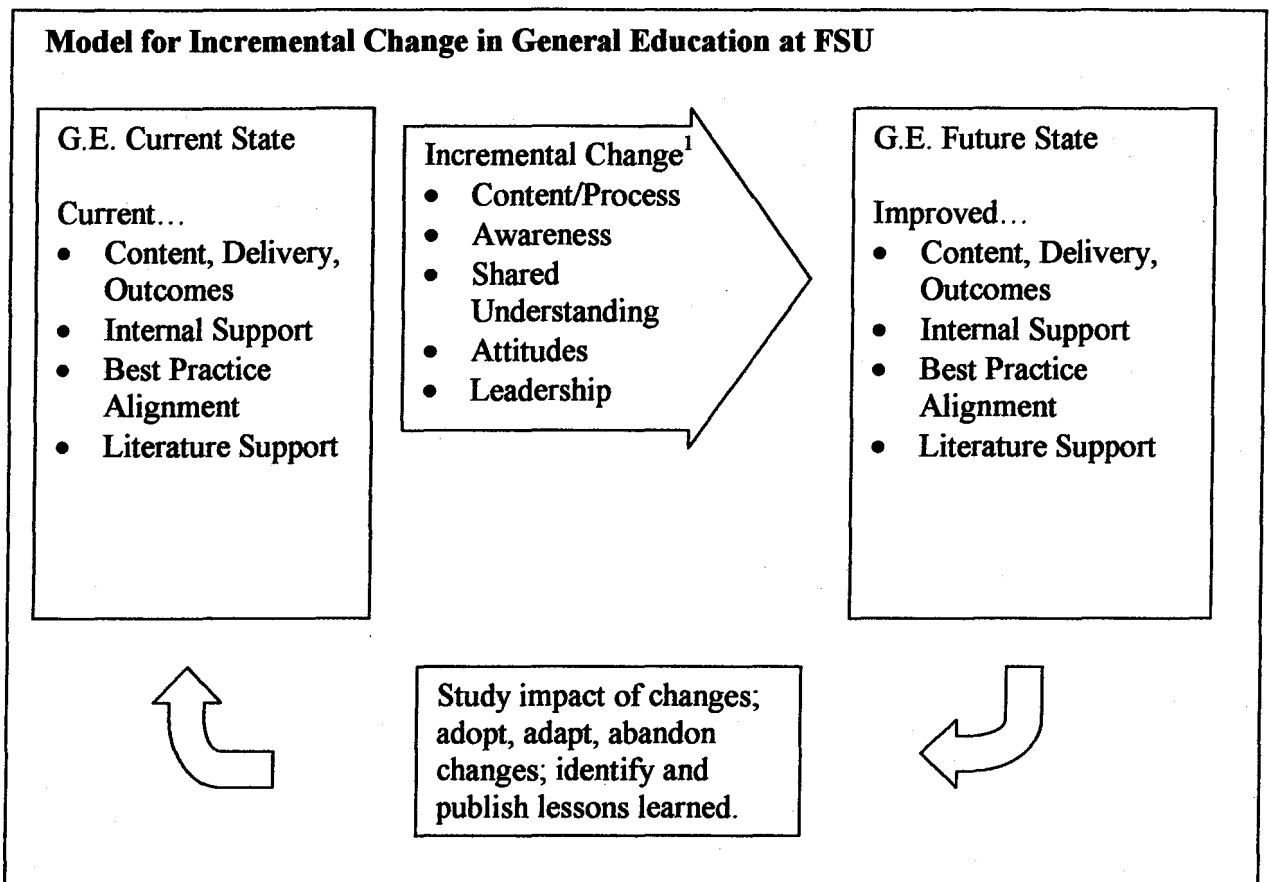 Model for Incremental Change in General Education at FSU
G.E. Current State
Current...
• Content, Delivery,
Outcomes
• Internal Support
• Best Practice
Alignment
• Literature Support
Incremental Change¹
• Content/Process
• Awareness
• Shared
Understanding
• Attitudes
• Leadership
G.E. Future State
Improved...
• Content, Delivery,
Outcomes
• Internal Support
• Best Practice
Alignment
• Literature Support
Study impact of changes;
adopt, adapt, abandon
changes; identify and
publish lessons learned.